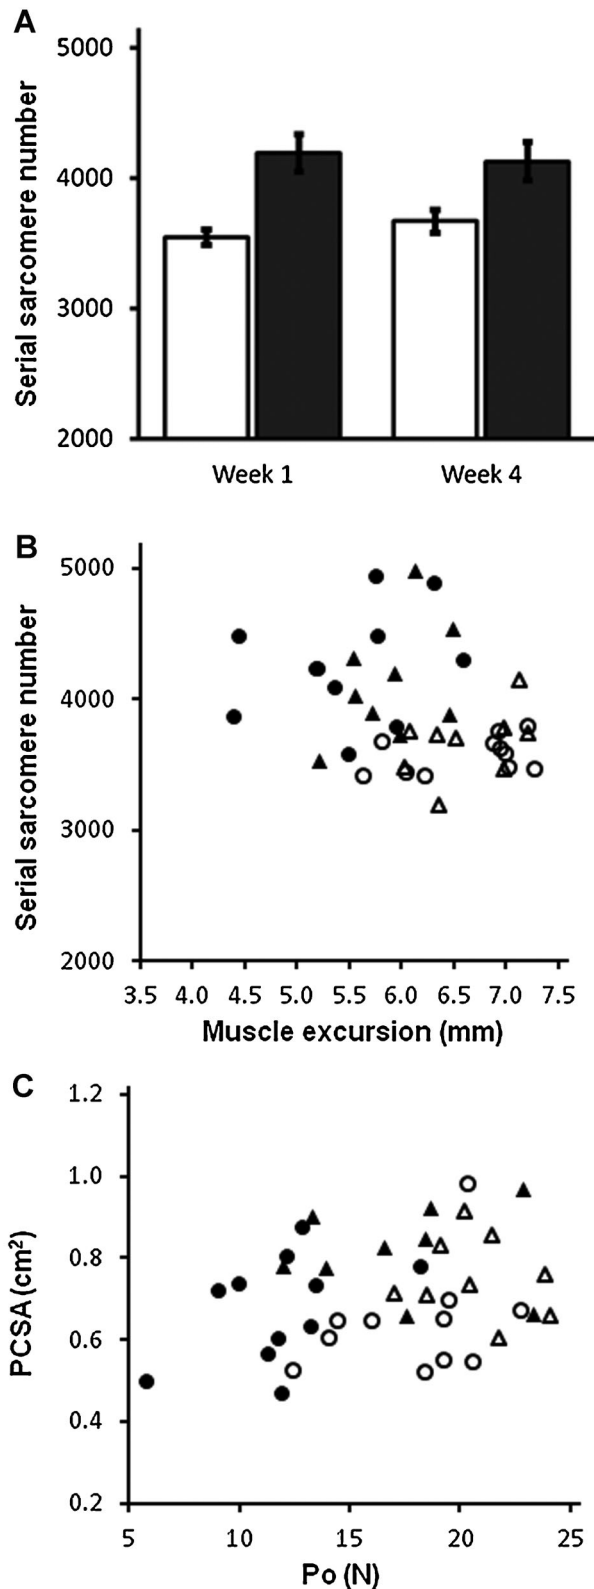 A
5000
4000
3000
2000
Serial sarcomere number
Week 1 Week 4
B
5000
4000
3000
2000
Serial sarcomere number
3.5 4.0 4.5 5.0 5.5 6.0 6.5 7.0 7.5
Muscle excursion (mm)
C
1.2
1.0
0.8
0.6
0.4
0.2
PCSA (cm²)
5 10 15 20 25
Po (N)